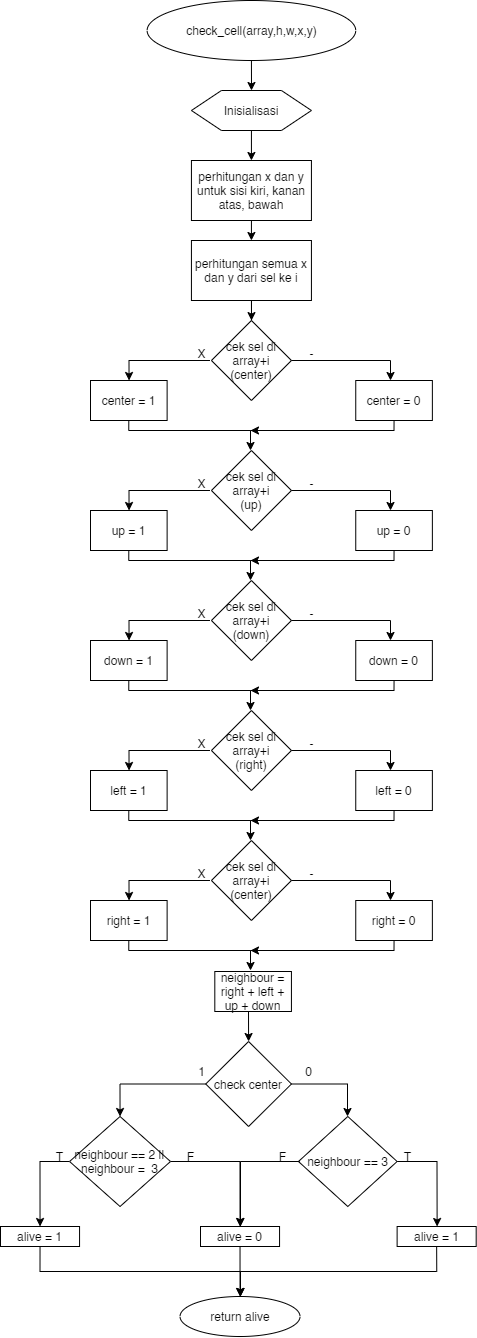 check_cell(array,h,w,x,y)
Inisialisasi
perhitungan x dan y
untuk sisi kiri, kanan
atas, bawah
perhitungan semua x
dan y dari sel ke i
cek sel di
array+i
(center)
X
-
center = 1
center = 0
cek sel di
array+i
(up)
X
-
up = 1
up = 0
cek sel di
array+i
(down)
X
-
down = 1
down = 0
cek sel di
array+i
(right)
X
-
left = 1
left = 0
cek sel di
array+i
(center)
X
-
right = 1
right = 0
neighbour =
right + left +
up + down
check center
1
0
neighbour == 2 ||
neighbour =  3
T
F
neighbour == 3
F
T
alive = 1
alive = 0
alive = 1
return alive